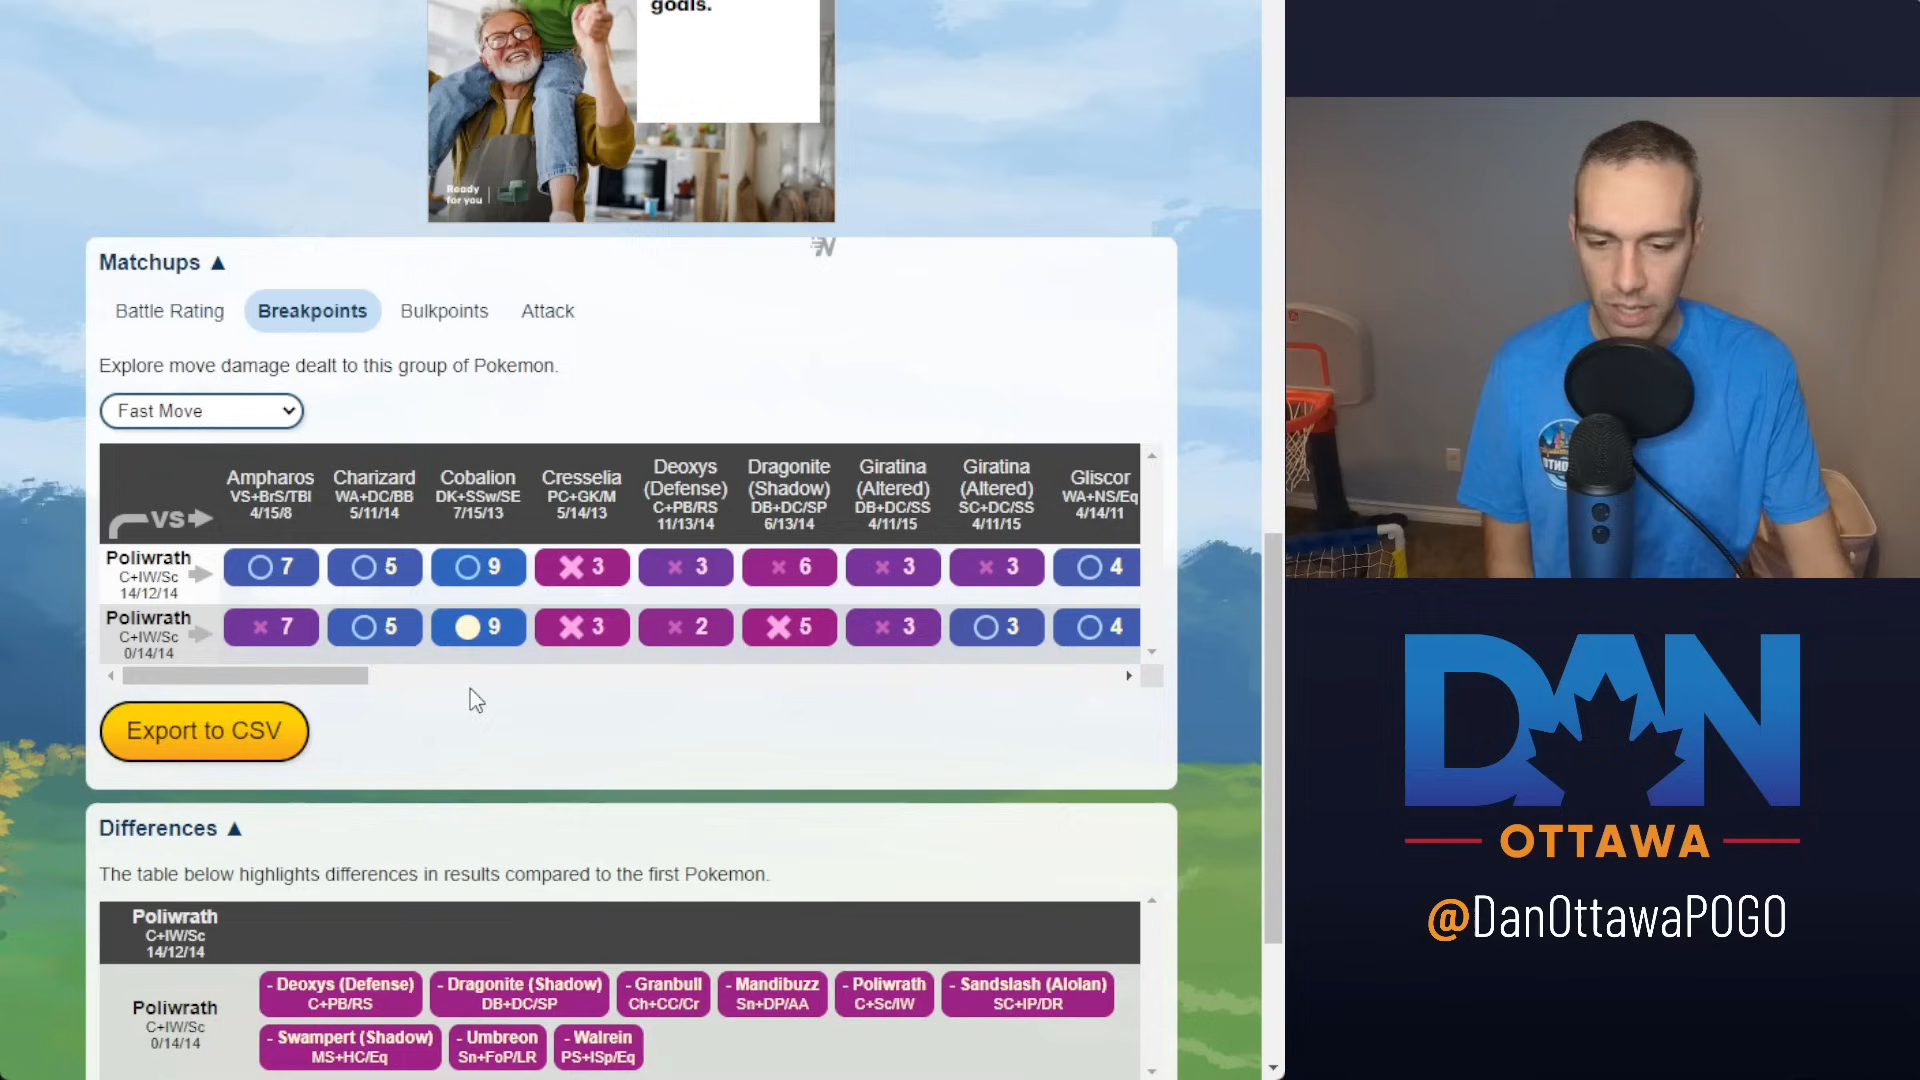 goals.
Ready
for you
Matchups ▲
Battle Rating Breakpoints Bulkpoints Attack
Explore move damage dealt to this group of Pokemon.
Fast Move
VS
Ampharos
VS+BrS/TBl
4/15/8
Charizard
WA+DC/BB
5/11/14
Cobalion
DK+SSw/SE
7/15/13
Cresselia
PC+GK/M
5/14/13
Deoxys
(Defense)
C+PB/RS
11/13/14
Dragonite
(Shadow)
DB+DC/SP
6/13/14
Giratina
(Altered)
DB+DC/SS
4/11/15
Giratina
(Altered)
SC+DC/SS
4/11/15
Gliscor
WA+NS/Eq
4/14/11
Poliwrath
C+IW/Sc
14/12/14
7 5 9 3 3 6 3 3 4
Poliwrath
C+IW/Sc
0/14/14
7 5 9 3 2 5 3 3 4
Export to CSV
Differences ▲
The table below highlights differences in results compared to the first Pokemon.
Poliwrath
C+IW/Sc
14/12/14
Poliwrath
C+IW/Sc
0/14/14
- Deoxys (Defense)
C+PB/RS
- Dragonite (Shadow)
DB+DC/SP
- Granbull
Ch+CC/Cr
- Mandibuzz
Sn+DP/AA
- Poliwrath
C+Sc/IW
- Sandslash (Alolan)
SC+IP/DR
- Swampert (Shadow)
MS+HC/Eq
- Umbreon
Sn+FoP/LR
- Walrein
PS+ISp/Eq
DAN
OTTAWA
@DanOttawaPOGO